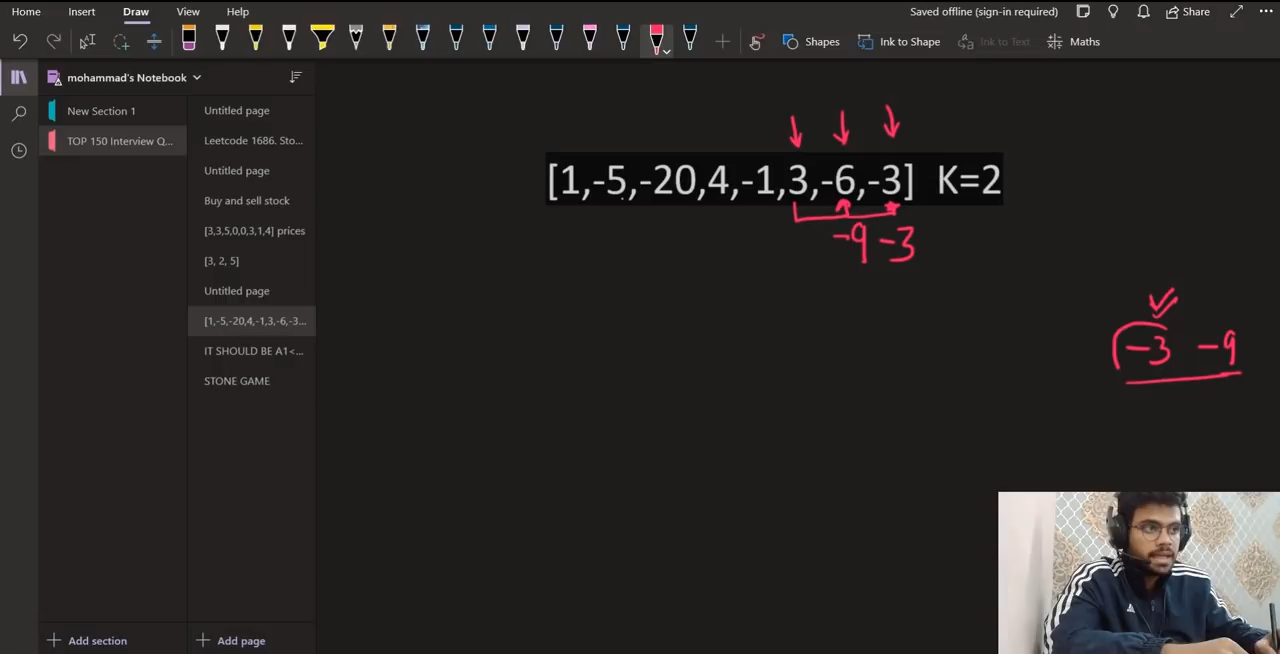 Home Insert Draw View Help Saved offline (sign-in required) Share
Shapes Ink to Shape Ink to Text Maths
mohammad's Notebook
New Section 1
TOP 150 Interview Q...
Untitled page
Leetcode 1686. Sto...
Untitled page
Buy and sell stock
[3,3,5,0,0,3,1,4] prices
[3, 2, 5]
Untitled page
[1,-5,-20,4,-1,3,-6,-3...
IT SHOULD BE A1<...
STONE GAME
[1,-5,-20,4,-1,3,-6,-3] K=2
-9 -3
-3 -9
Add section Add page